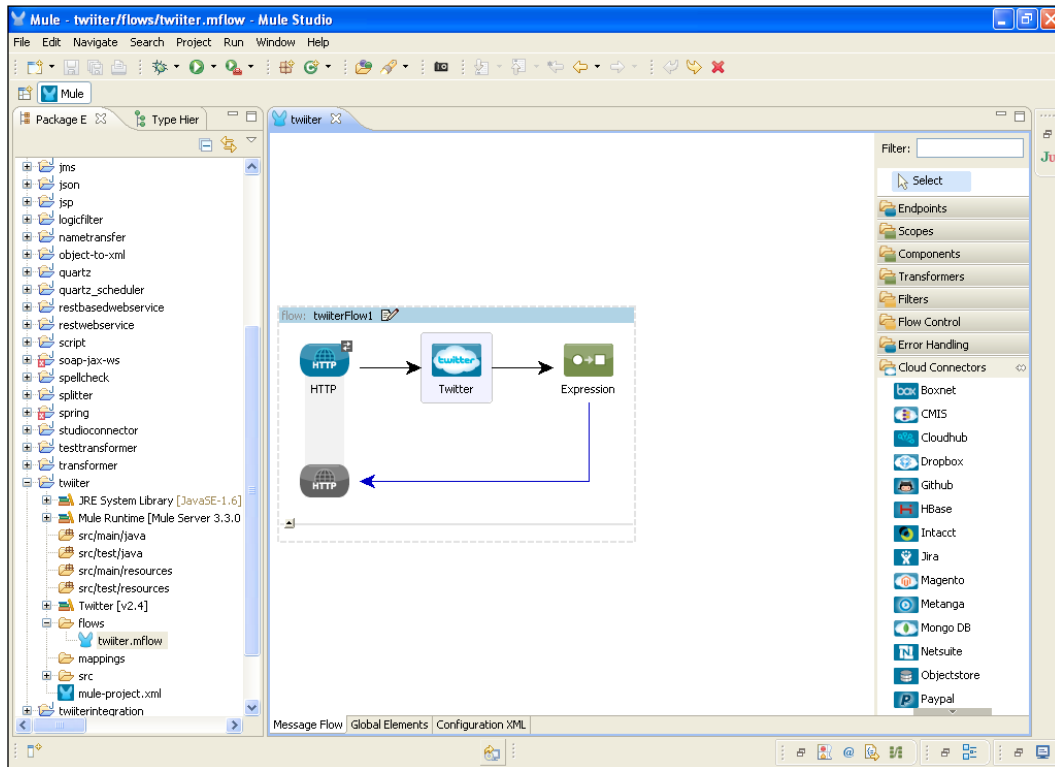 Mule - twiiter/flows/twiiter.mflow - Mule Studio
File Edit Navigate Search Project Run Window Help
Mule
Package E
Type Hier
jms
json
jsp
logicfilter
nametransfer
object-to-xml
quartz
quartz_scheduler
restbasedwebservice
restwebservice
script
soap-jax-ws
spellcheck
splitter
spring
studioconnector
testtransformer
transformer
twiiter
JRE System Library [JavaSE-1.6]
Mule Runtime [Mule Server 3.3.0
src/main/java
src/test/java
src/main/resources
src/test/resources
Twitter [v2.4]
flows
twiiter.mflow
mappings
src
mule-project.xml
twiiterintegration
twiiter
flow: twiiterFlow1
HTTP
HTTP
twitter
Twitter
Expression
HTTP
Message Flow Global Elements Configuration XML
Filter:
Select
Endpoints
Scopes
Components
Transformers
Filters
Flow Control
Error Handling
Cloud Connectors
box Boxnet
CMIS
Cloudhub
Dropbox
Github
HBase
Intacct
Jira
Magento
Metanga
Mongo DB
Netsuite
Objectstore
Paypal
Ju